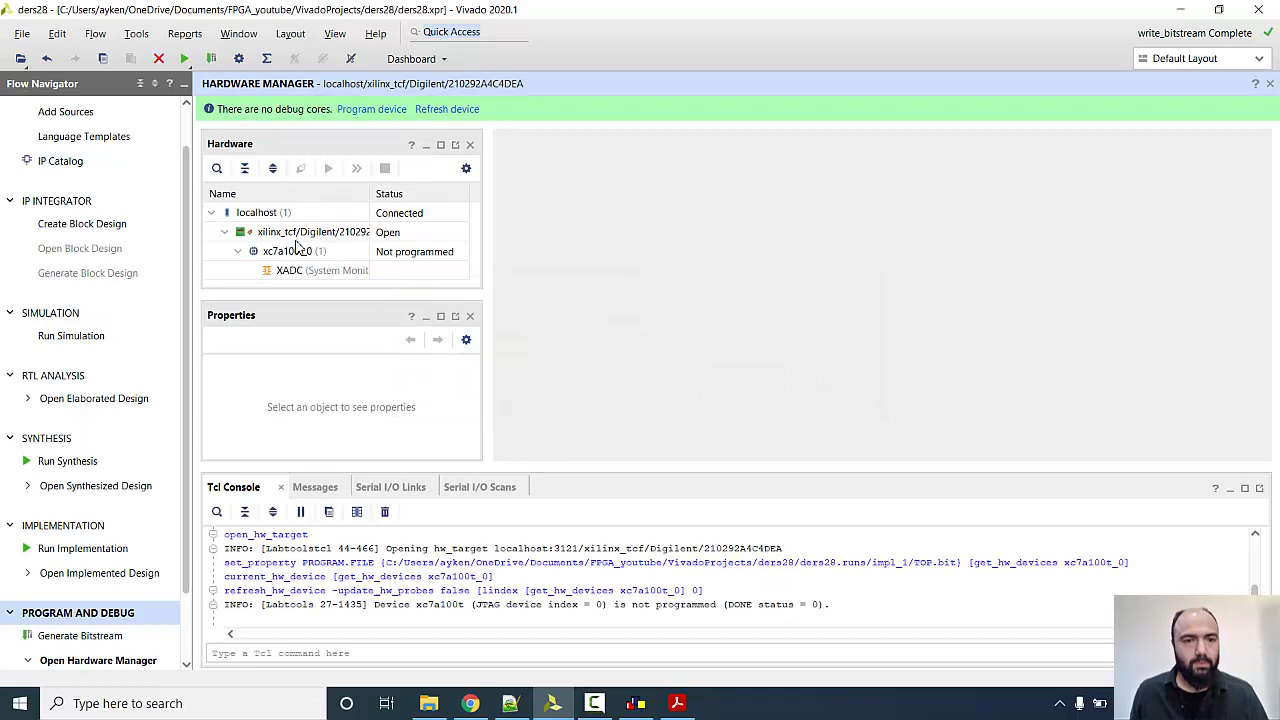 ders28 - [C:/Users/ayken/OneDrive/Documents/FPGA_youtube/VivadoProjects/ders28/ders28.xpr] - Vivado 2020.1
File Edit Flow Tools Reports Window Layout View Help Quick Access
write_bitstream Complete
Dashboard
Default Layout
Flow Navigator
HARDWARE MANAGER - localhost/xilinx_tcf/Digilent/210292A4C4DEA
There are no debug cores. Program device Refresh device
Add Sources
Language Templates
IP Catalog
IP INTEGRATOR
Create Block Design
Open Block Design
Generate Block Design
SIMULATION
Run Simulation
RTL ANALYSIS
Open Elaborated Design
SYNTHESIS
Run Synthesis
Open Synthesized Design
IMPLEMENTATION
Run Implementation
Open Implemented Design
PROGRAM AND DEBUG
Generate Bitstream
Open Hardware Manager
Hardware
Name Status
localhost (1) Connected
xilinx_tcf/Digilent/210292 Open
(1) Not programmed
XADC (System Monit
Properties
Select an object to see properties
Tcl Console Messages Serial I/O Links Serial I/O Scans
open_hw_target
INFO: [Labtoolstcl 44-466] Opening hw_target localhost:3121/xilinx_tcf/Digilent/210292A4C4DEA
set_property PROGRAM.FILE {C:/Users/ayken/OneDrive/Documents/FPGA_youtube/VivadoProjects/ders28/ders28.runs/impl_1/TOP.bit} [get_hw_devices xc7a100t_0]
current_hw_device [get_hw_devices xc7a100t_0]
refresh_hw_device -update_hw_probes false [lindex [get_hw_devices xc7a100t_0] 0]
INFO: [Labtools 27-1435] Device xc7a100t (JTAG device index = 0) is not programmed (DONE status = 0).
Type a Tcl command here
Type here to search